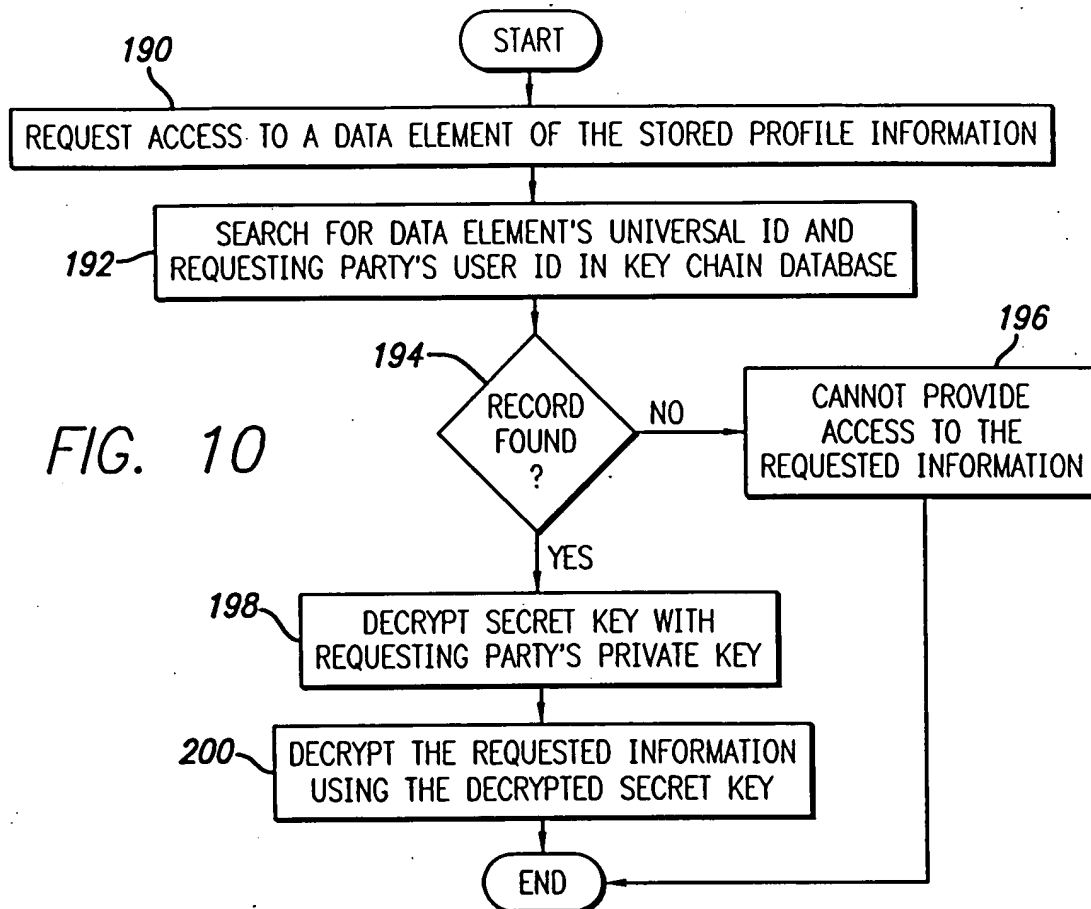 START
190
REQUEST ACCESS TO A DATA ELEMENT OF THE STORED PROFILE INFORMATION
192
SEARCH FOR DATA ELEMENT'S UNIVERSAL ID AND
REQUESTING PARTY'S USER ID IN KEY CHAIN DATABASE
194
RECORD
FOUND
?
NO
196
CANNOT PROVIDE
ACCESS TO THE
REQUESTED INFORMATION
FIG. 10
YES
198
DECRYPT SECRET KEY WITH
REQUESTING PARTY'S PRIVATE KEY
200
DECRYPT THE REQUESTED INFORMATION
USING THE DECRYPTED SECRET KEY
END